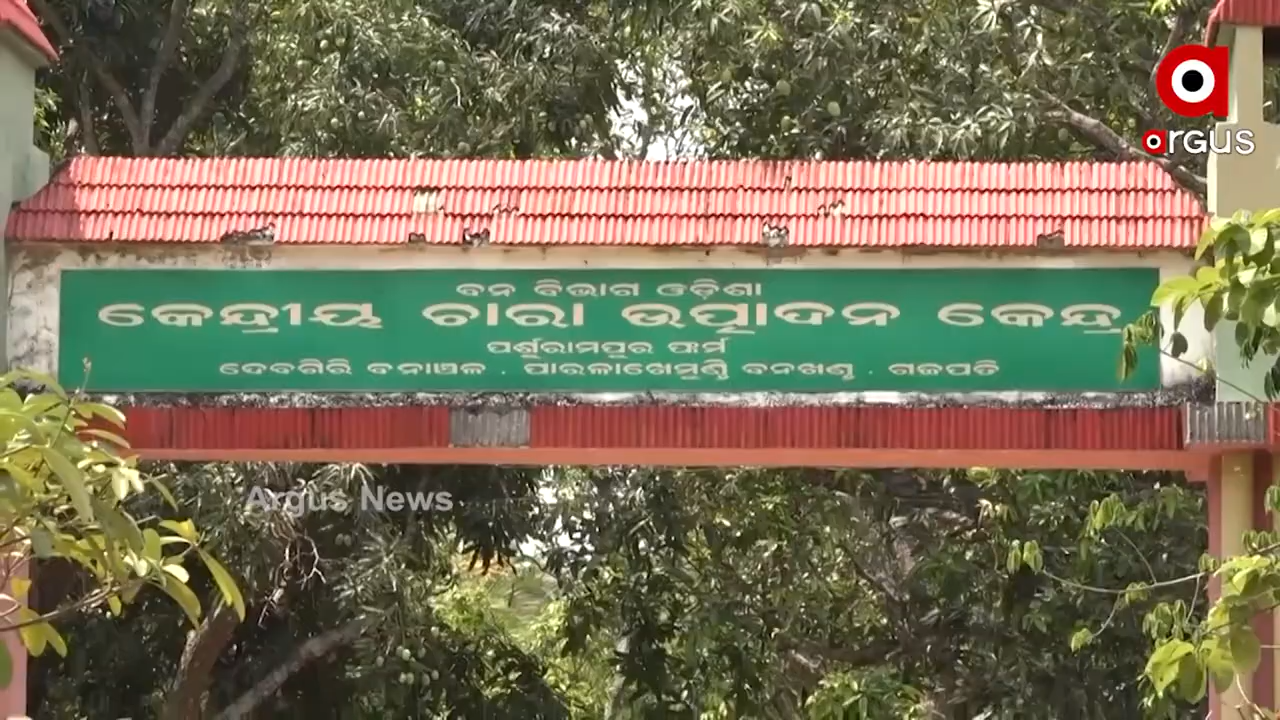 argus
ବନ ବିଭାଗ ଓଡ଼ିଶା
କେନ୍ଦ୍ରୀୟ ଚାରା ଉତ୍ପାଦନ କେନ୍ଦ୍ର
ପର୍ଶୁରାମପୁର ଫାର୍ମ
ଦେବଗିରି ବନାଞ୍ଚଳ . ପାରଳାଖେମୁଣ୍ଡି ବନଖଣ୍ଡ . ଗଜପତି
Argus News